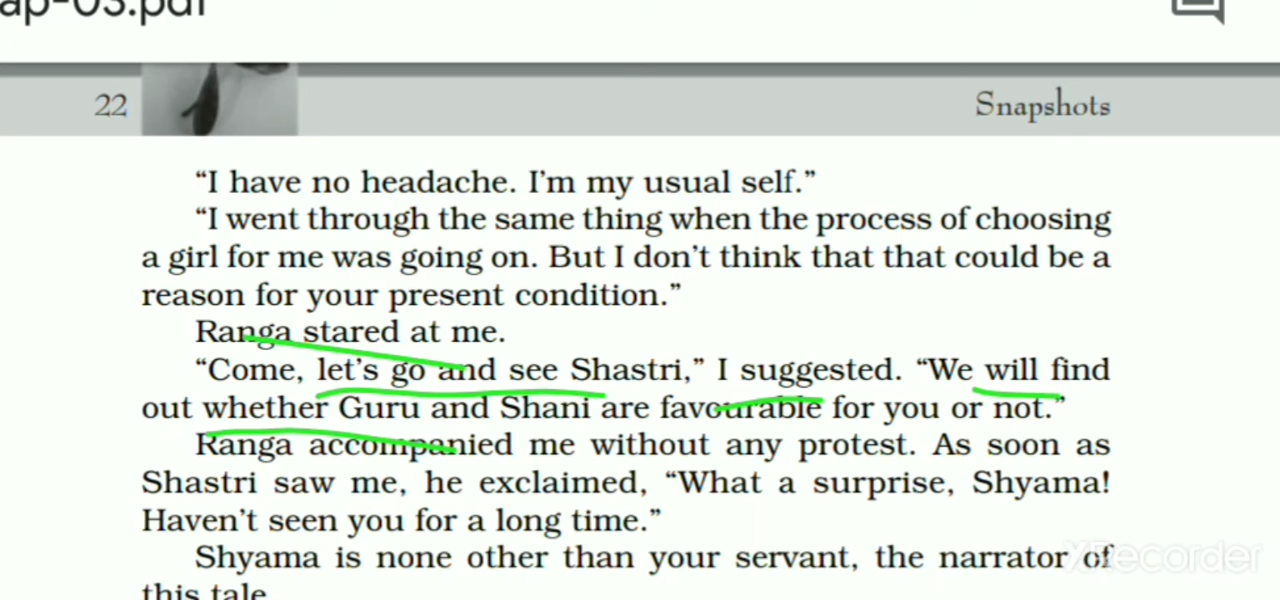 ap-03.pdf
22
Snapshots
“I have no headache. I’m my usual self.”
“I went through the same thing when the process of choosing
a girl for me was going on. But I don’t think that that could be a
reason for your present condition.”
Ranga stared at me.
“Come, let’s go and see Shastri,” I suggested. “We will find
out whether Guru and Shani are favourable for you or not.”
Ranga accompanied me without any protest. As soon as
Shastri saw me, he exclaimed, “What a surprise, Shyama!
Haven’t seen you for a long time.”
Shyama is none other than your servant, the narrator of
this tale
XRecorder